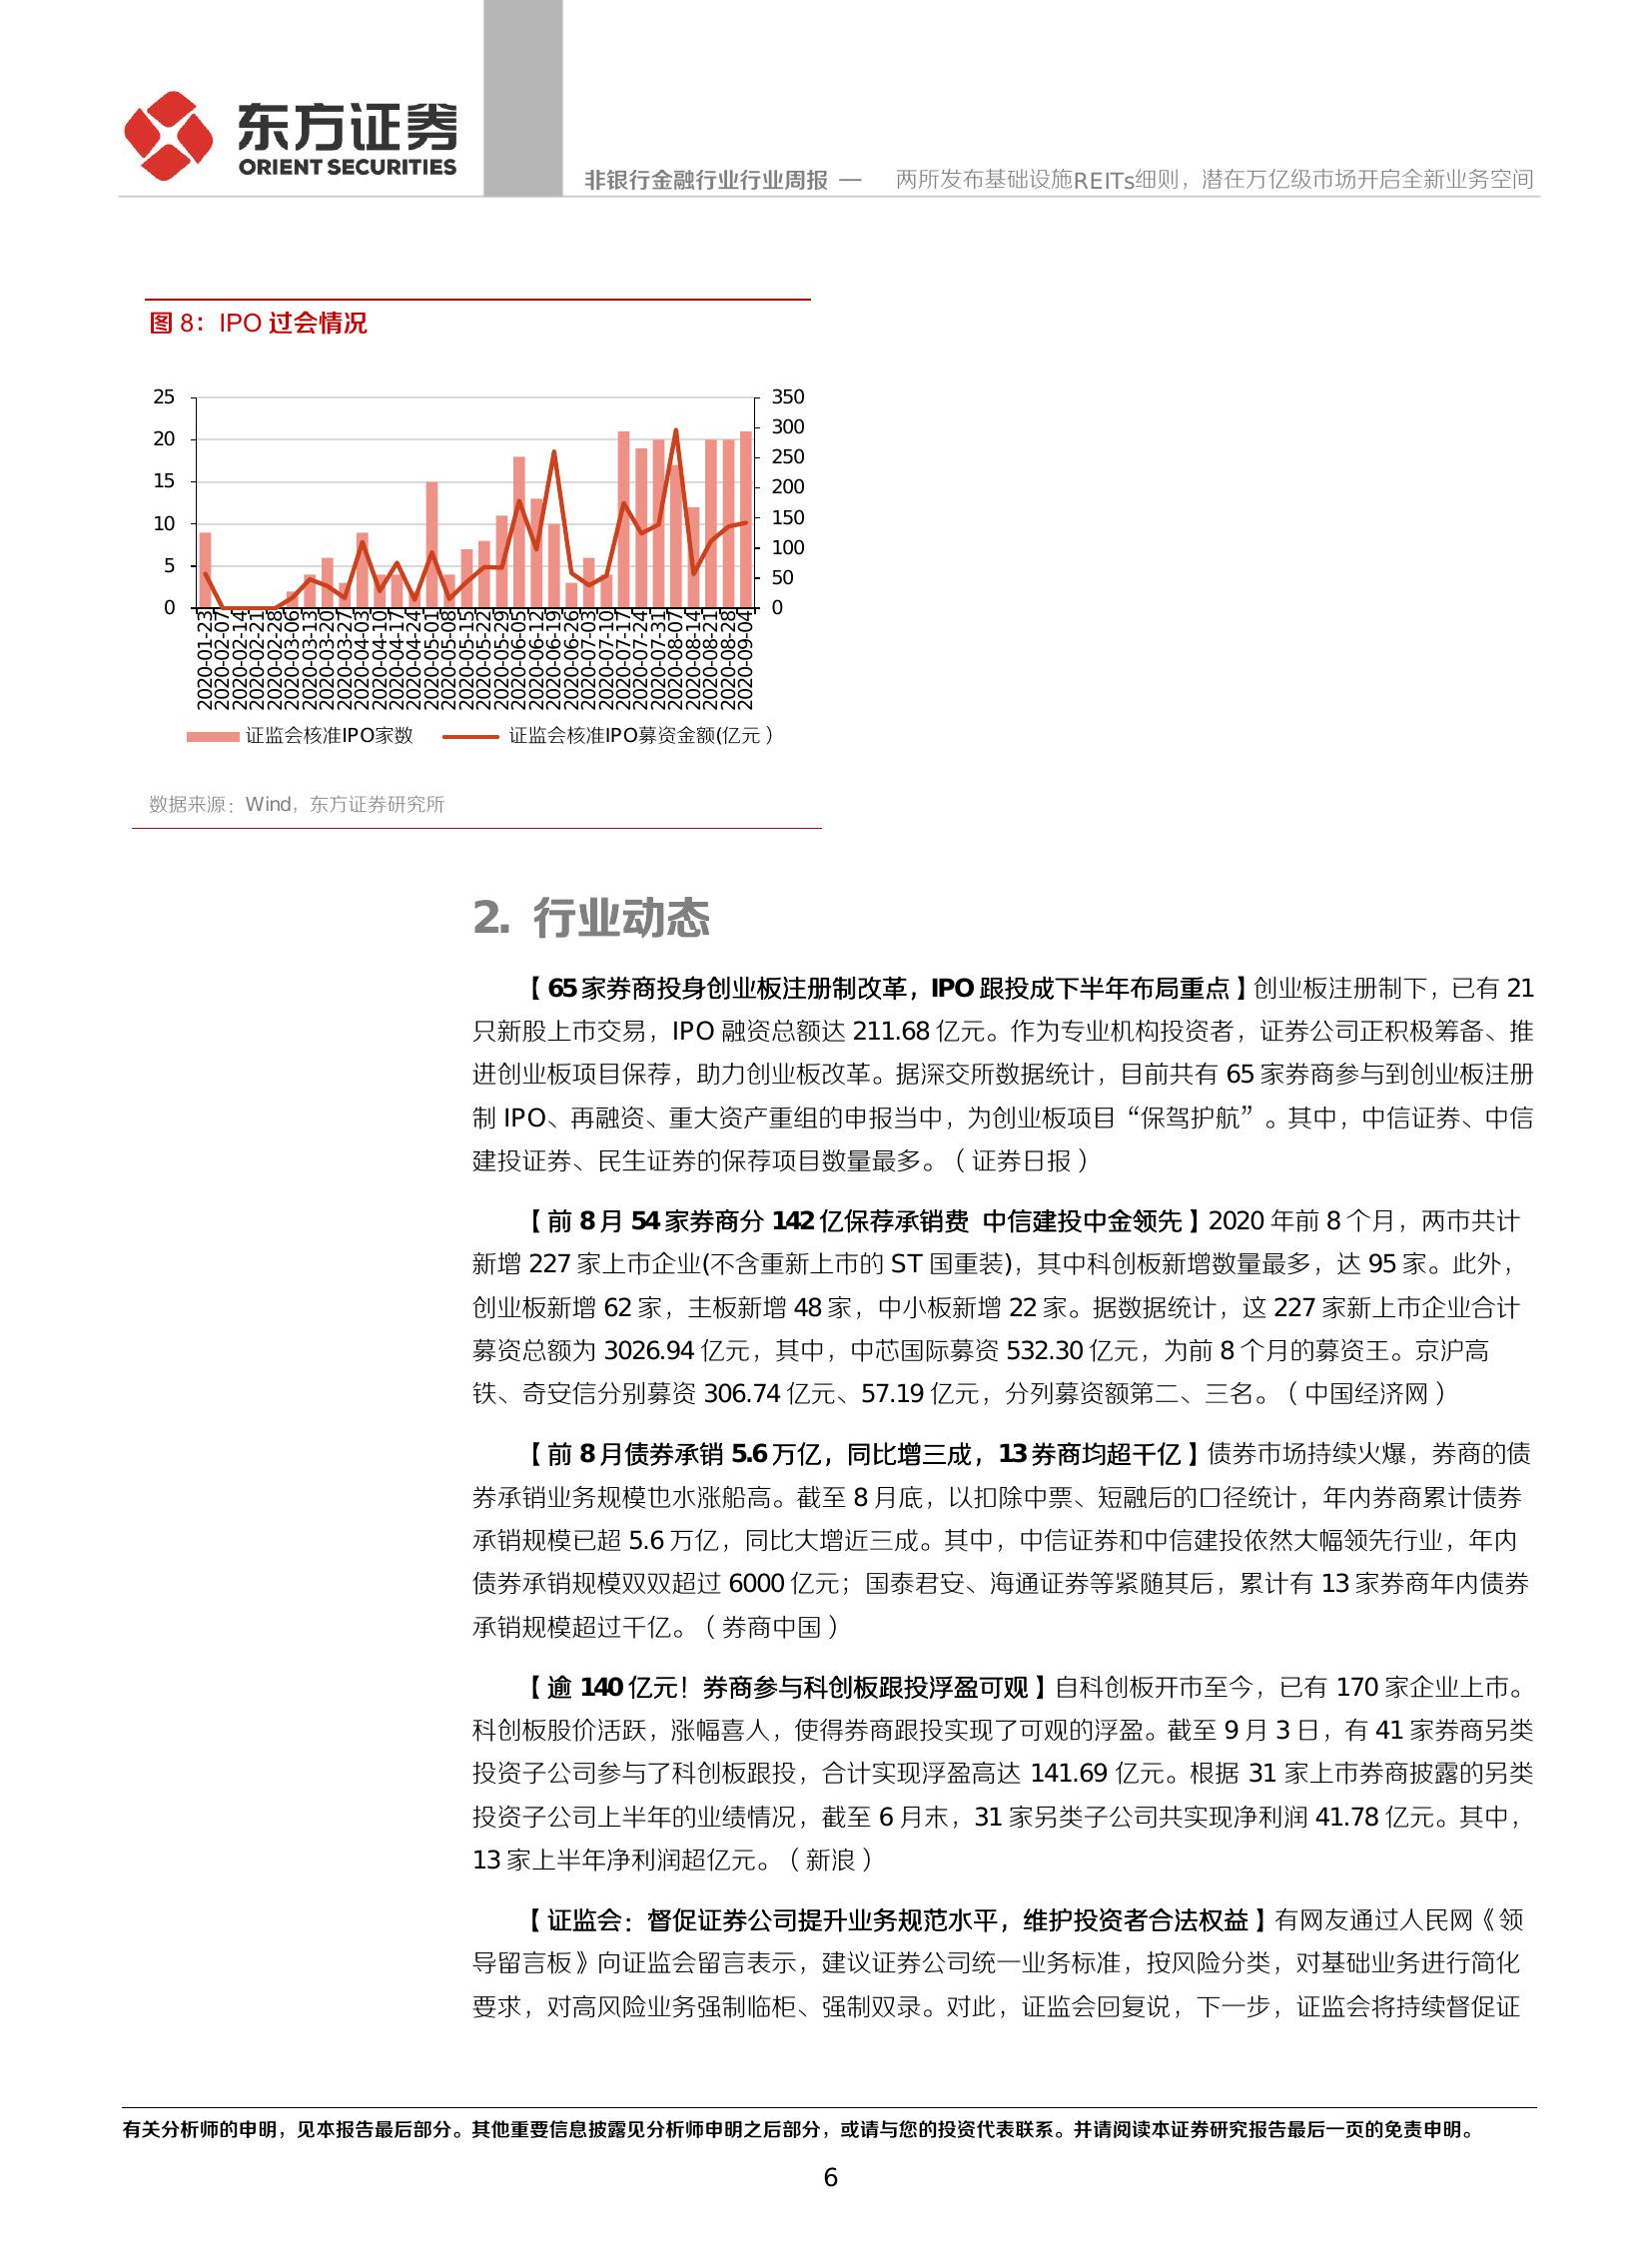 东方证券
ORIENT SECURITIES
非银行金融行业行业周报 — 两所发布基础设施REITs细则，潜在万亿级市场开启全新业务空间
图 8：IPO 过会情况
25
20
15
10
5
0
350
300
250
200
150
100
50
0
2020-01-23
2020-02-07
2020-02-14
2020-02-21
2020-02-28
2020-03-06
2020-03-13
2020-03-20
2020-03-27
2020-04-03
2020-04-10
2020-04-17
2020-04-24
2020-05-01
2020-05-08
2020-05-15
2020-05-22
2020-05-29
2020-06-05
2020-06-12
2020-06-19
2020-06-26
2020-07-03
2020-07-10
2020-07-17
2020-07-24
2020-07-31
2020-08-07
2020-08-14
2020-08-21
2020-08-28
2020-09-04
证监会核准IPO家数 证监会核准IPO募资金额(亿元）
数据来源：Wind，东方证券研究所
2. 行业动态
【65 家券商投身创业板注册制改革，IPO 跟投成下半年布局重点】创业板注册制下，已有 21
只新股上市交易，IPO 融资总额达 211.68 亿元。作为专业机构投资者，证券公司正积极筹备、推
进创业板项目保荐，助力创业板改革。据深交所数据统计，目前共有 65 家券商参与到创业板注册
制 IPO、再融资、重大资产重组的申报当中，为创业板项目“保驾护航”。其中，中信证券、中信
建投证券、民生证券的保荐项目数量最多。（证券日报）
【前 8 月 54 家券商分 142 亿保荐承销费 中信建投中金领先】2020 年前 8 个月，两市共计
新增 227 家上市企业(不含重新上市的 ST 国重装)，其中科创板新增数量最多，达 95 家。此外，
创业板新增 62 家，主板新增 48 家，中小板新增 22 家。据数据统计，这 227 家新上市企业合计
募资总额为 3026.94 亿元，其中，中芯国际募资 532.30 亿元，为前 8 个月的募资王。京沪高
铁、奇安信分别募资 306.74 亿元、57.19 亿元，分列募资额第二、三名。（中国经济网）
【前 8 月债券承销 5.6 万亿，同比增三成，13 券商均超千亿】债券市场持续火爆，券商的债
券承销业务规模也水涨船高。截至 8 月底，以扣除中票、短融后的口径统计，年内券商累计债券
承销规模已超 5.6 万亿，同比大增近三成。其中，中信证券和中信建投依然大幅领先行业，年内
债券承销规模双双超过 6000 亿元；国泰君安、海通证券等紧随其后，累计有 13 家券商年内债券
承销规模超过千亿。（券商中国）
【逾 140 亿元！券商参与科创板跟投浮盈可观】自科创板开市至今，已有 170 家企业上市。
科创板股价活跃，涨幅喜人，使得券商跟投实现了可观的浮盈。截至 9 月 3 日，有 41 家券商另类
投资子公司参与了科创板跟投，合计实现浮盈高达 141.69 亿元。根据 31 家上市券商披露的另类
投资子公司上半年的业绩情况，截至 6 月末，31 家另类子公司共实现净利润 41.78 亿元。其中，
13 家上半年净利润超亿元。（新浪）
【证监会：督促证券公司提升业务规范水平，维护投资者合法权益】有网友通过人民网《领
导留言板》向证监会留言表示，建议证券公司统一业务标准，按风险分类，对基础业务进行简化
要求，对高风险业务强制临柜、强制双录。对此，证监会回复说，下一步，证监会将持续督促证
有关分析师的申明，见本报告最后部分。其他重要信息披露见分析师申明之后部分，或请与您的投资代表联系。并请阅读本证券研究报告最后一页的免责申明。
6